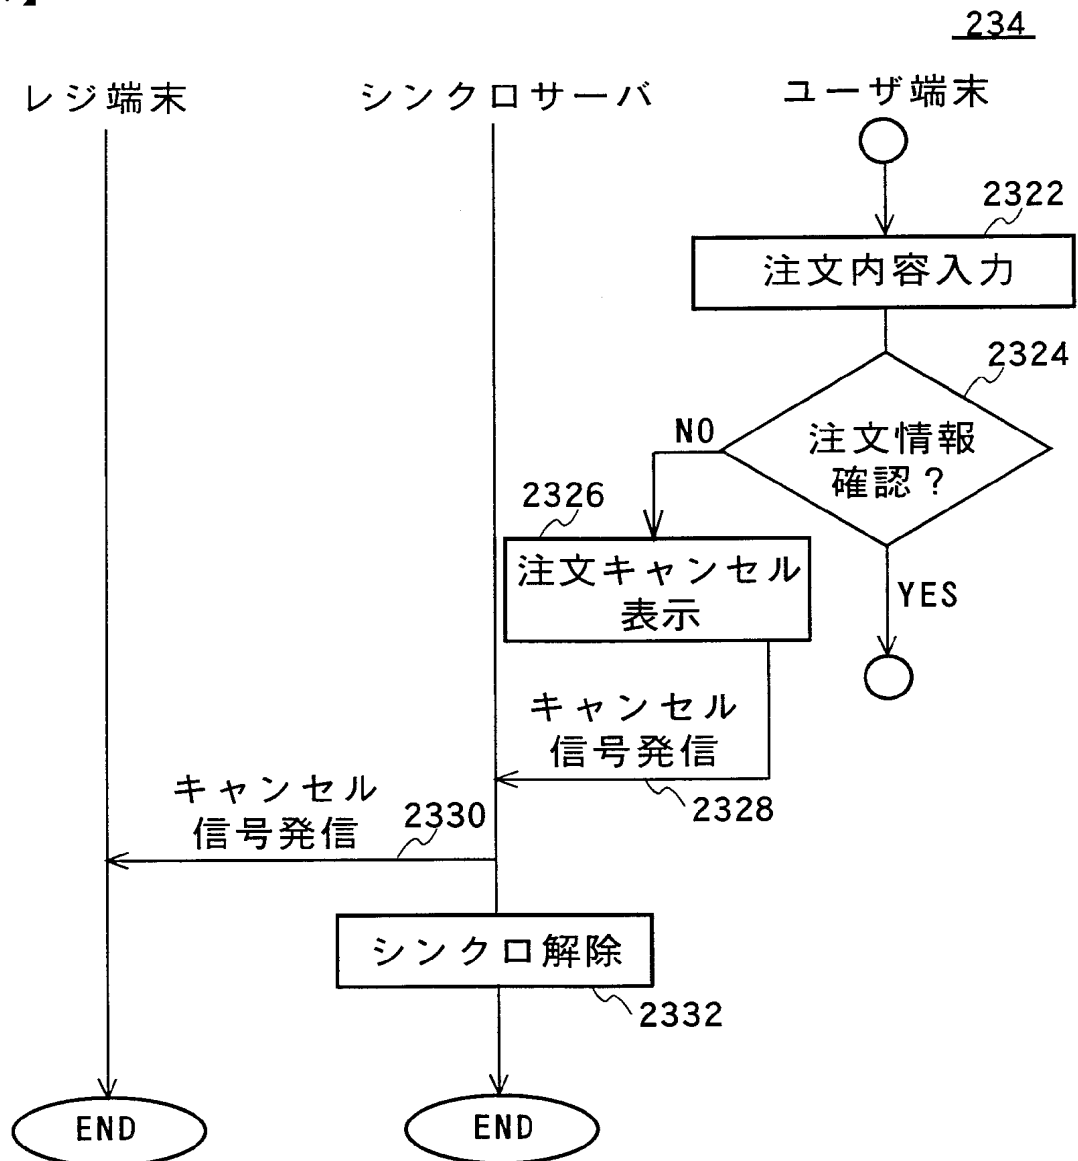 234
レジ端末
シンクロサーバ
ユーザ端末
2322
注文内容入力
2324
注文情報
確認?
NO
2326
注文キャンセル
表示
YES
キャンセル
信号発信
2328
キャンセル
信号発信
2330
シンクロ解除
2332
END
END